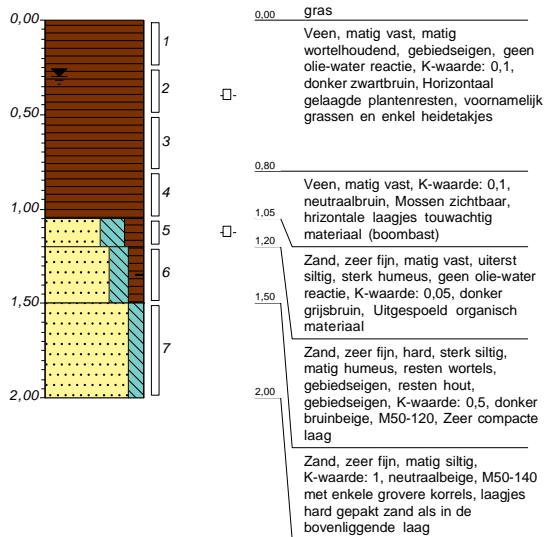 0,00
0,50
1,00
1,50
2,00
1
2
3
4
5
6
7
0,00
gras
Veen, matig vast, matig
wortelhoudend, gebiedseigen, geen
olie-water reactie, K-waarde: 0,1,
donker zwartbruin, Horizontaal
gelaagde plantenresten, voornamelijk
grassen en enkel heidetakjes
0,80
Veen, matig vast, K-waarde: 0,1,
neutraalbruin, Mossen zichtbaar,
hrizontale laagjes touwachtig
materiaal (boombast)
1,05
1,20
Zand, zeer fijn, matig vast, uiterst
siltig, sterk humeus, geen olie-water
reactie, K-waarde: 0,05, donker
grijsbruin, Uitgespoeld organisch
materiaal
1,50
Zand, zeer fijn, hard, sterk siltig,
matig humeus, resten wortels,
gebiedseigen, resten hout,
gebiedseigen, K-waarde: 0,5, donker
bruinbeige, M50-120, Zeer compacte
laag
2,00
Zand, zeer fijn, matig siltig,
K-waarde: 1, neutraalbeige, M50-140
met enkele grovere korrels, laagjes
hard gepakt zand als in de
bovenliggende laag